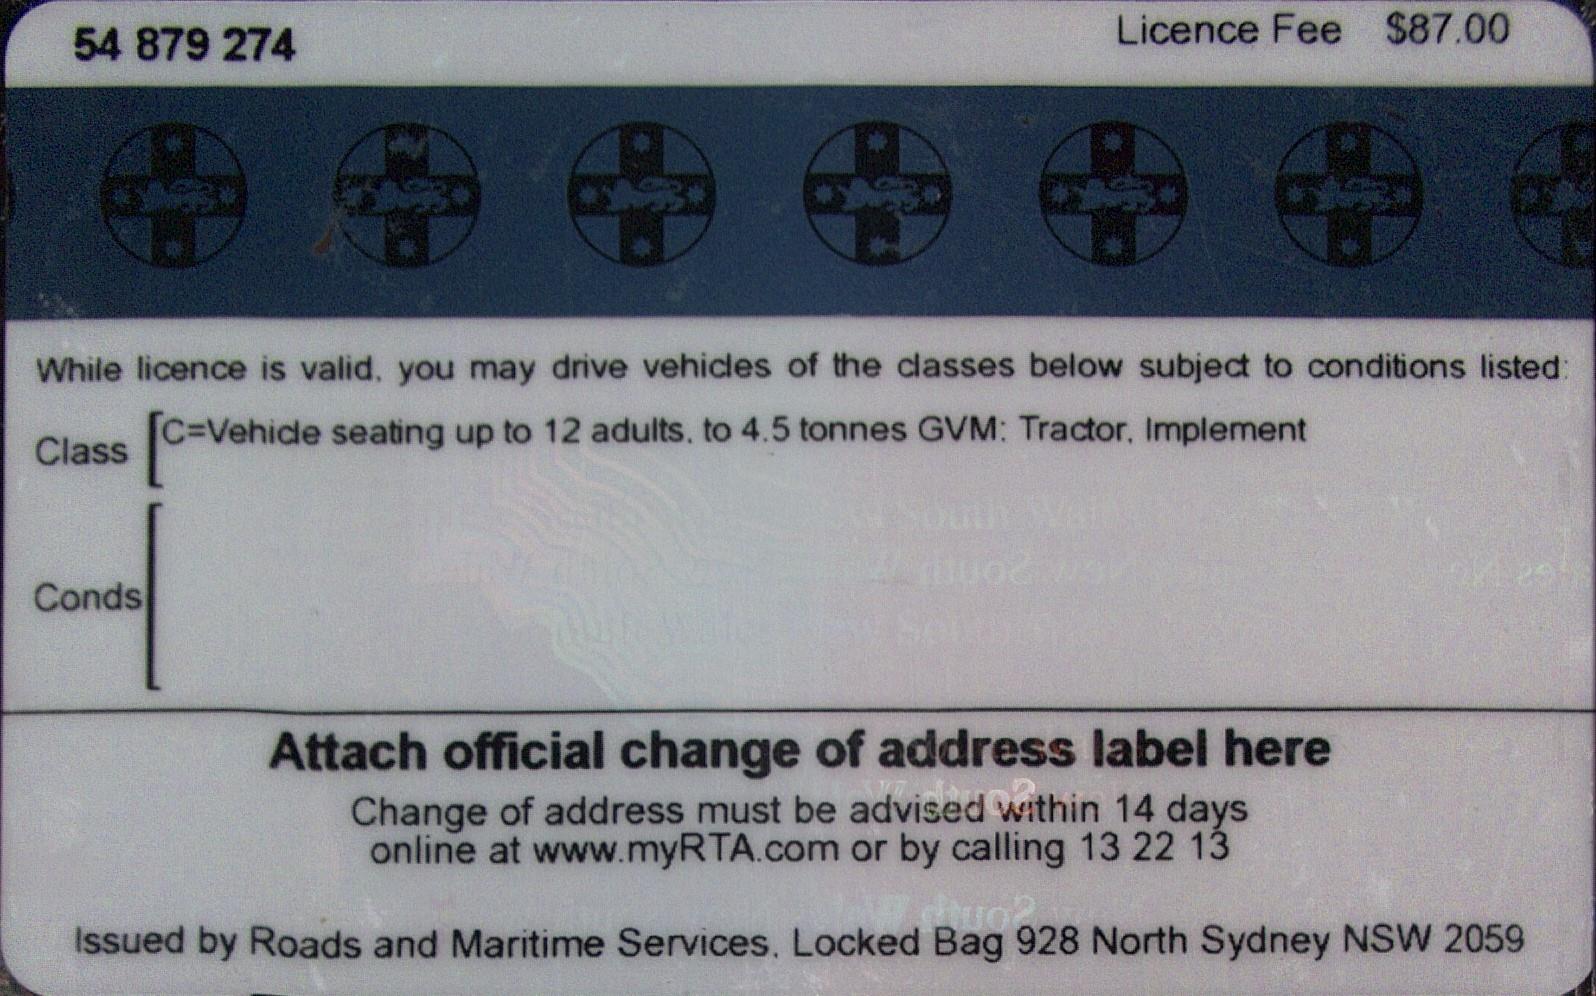 54 879 274
Licence Fee $87.00
While licence is valid, you may drive vehicles of the classes below subject to conditions listed:
Class
C=Vehicle seating up to 12 adults, to 4.5 tonnes GVM: Tractor, Implement
Conds
Attach official change of address label here
Change of address must be advised within 14 days
online at www.myRTA.com or by calling 13 22 13
Issued by Roads and Maritime Services, Locked Bag 928 North Sydney NSW 2059